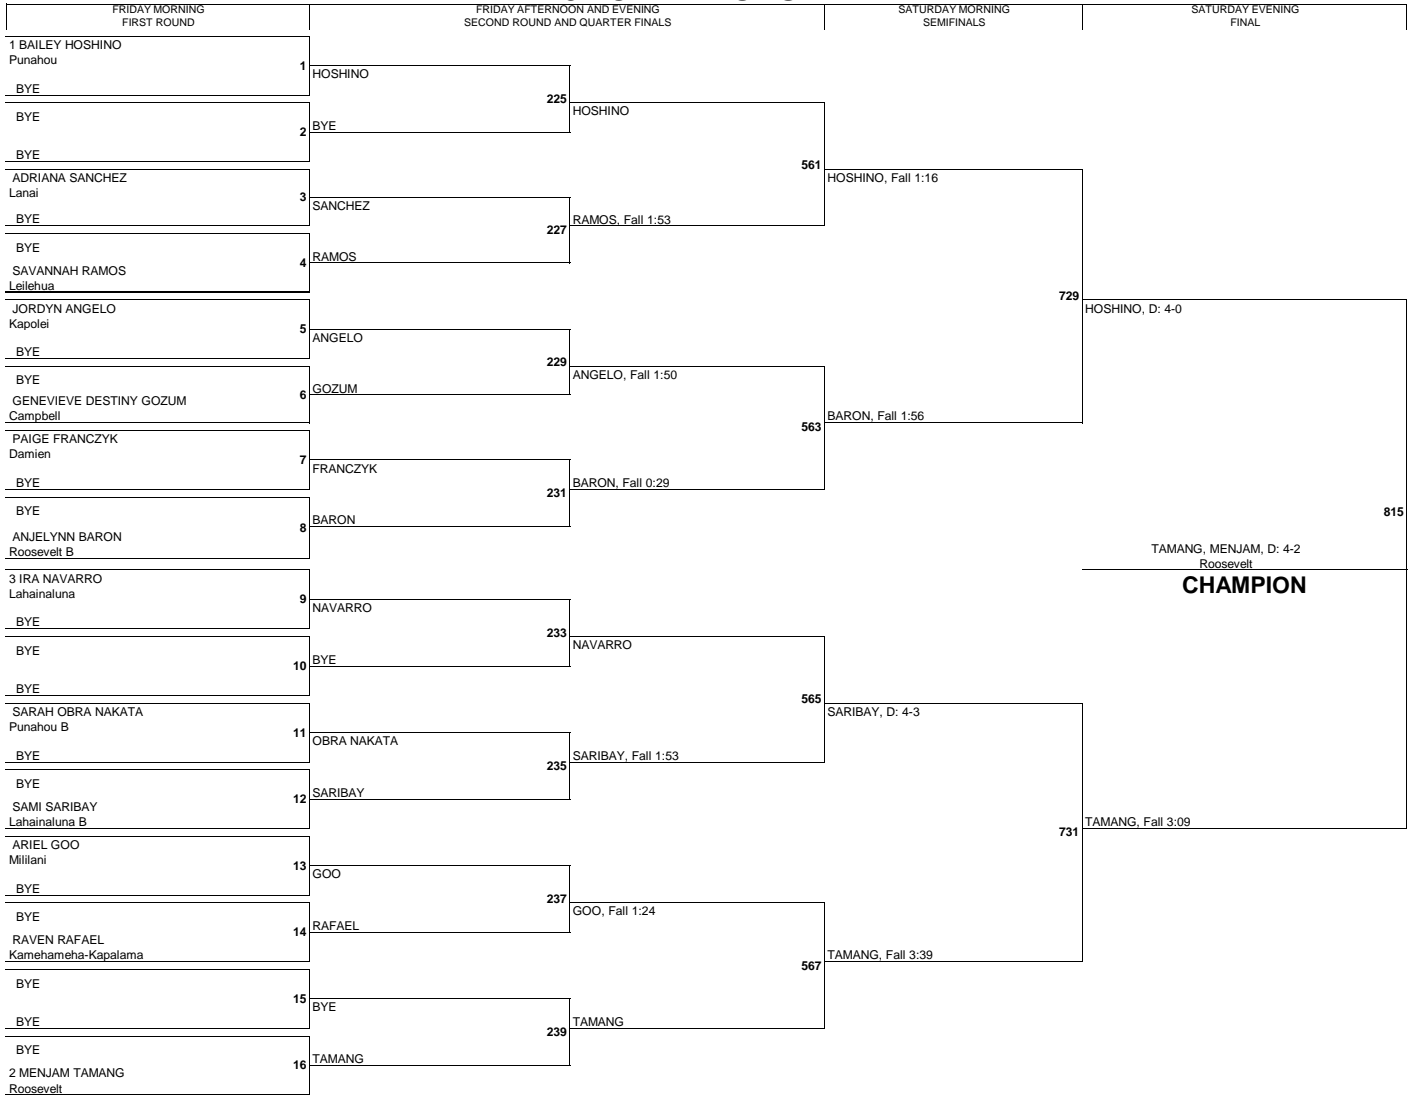 FRIDAY MORNING
FIRST ROUND
FRIDAY AFTERNOON AND EVENING
SECOND ROUND AND QUARTER FINALS
SATURDAY MORNING
SEMIFINALS
SATURDAY EVENING
FINAL
1 BAILEY HOSHINO
Punahou
1
BYE
BYE
2
BYE
ADRIANA SANCHEZ
Lanai
3
BYE
BYE
4
SAVANNAH RAMOS
Leilehua
JORDYN ANGELO
Kapolei
5
BYE
BYE
6
GENEVIEVE DESTINY GOZUM
Campbell
PAIGE FRANCZYK
Damien
7
BYE
BYE
8
ANJELYNN BARON
Roosevelt B
3 IRA NAVARRO
Lahainaluna
9
BYE
BYE
10
BYE
SARAH OBRA NAKATA
Punahou B
11
BYE
BYE
12
SAMI SARIBAY
Lahainaluna B
ARIEL GOO
Mililani
13
BYE
BYE
14
RAVEN RAFAEL
Kamehameha-Kapalama
BYE
15
BYE
BYE
16
2 MENJAM TAMANG
Roosevelt
HOSHINO
225
BYE
SANCHEZ
227
RAMOS
ANGELO
229
GOZUM
FRANCZYK
231
BARON
NAVARRO
233
BYE
OBRA NAKATA
235
SARIBAY
GOO
237
RAFAEL
BYE
239
TAMANG
HOSHINO
561
RAMOS, Fall 1:53
ANGELO, Fall 1:50
563
BARON, Fall 0:29
NAVARRO
565
SARIBAY, Fall 1:53
GOO, Fall 1:24
567
TAMANG
HOSHINO, Fall 1:16
729
BARON, Fall 1:56
SARIBAY, D: 4-3
731
TAMANG, Fall 3:39
HOSHINO, D: 4-0
815
TAMANG, Fall 3:09
TAMANG, MENJAM, D: 4-2
Roosevelt
CHAMPION